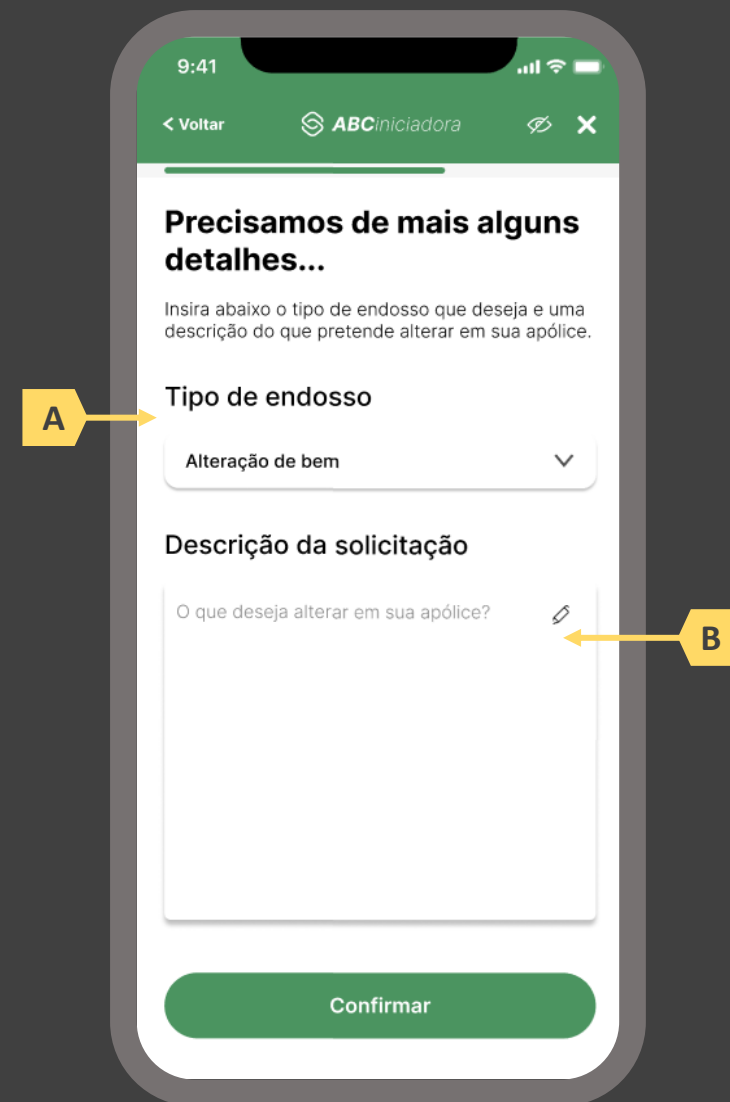 9:41
< Voltar
ABCiniciadora
Precisamos de mais alguns
detalhes...
Insira abaixo o tipo de endosso que deseja e uma
descrição do que pretende alterar em sua apólice.
Tipo de endosso
A
Alteração de bem
Descrição da solicitação
O que deseja alterar em sua apólice?
B
Confirmar